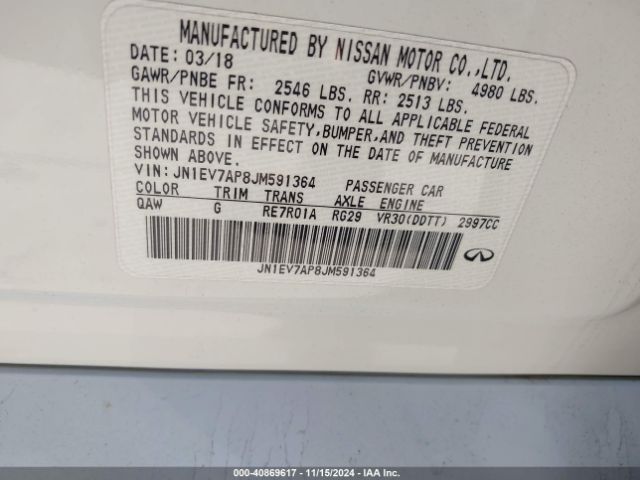 MANUFACTURED BY NISSAN MOTOR CO.,LTD.
DATE: 03/18 GVWR/PNBV: 4980 LBS.
GAWR/PNBE FR: 2546 LBS. RR: 2513 LBS.
THIS VEHICLE CONFORMS TO ALL APPLICABLE FEDERAL
MOTOR VEHICLE SAFETY,BUMPER,AND THEFT PREVENTION
STANDARDS IN EFFECT ON THE DATE OF MANUFACTURE
SHOWN ABOVE.
VIN: JN1EV7AP8JM591364 PASSENGER CAR
COLOR TRIM TRANS AXLE ENGINE
QAW G RE7R01A RG29 VR30(DDTT) 2997CC
JN1EV7AP8JM591364
000-40869617 - 11/15/2024 - IAA Inc.